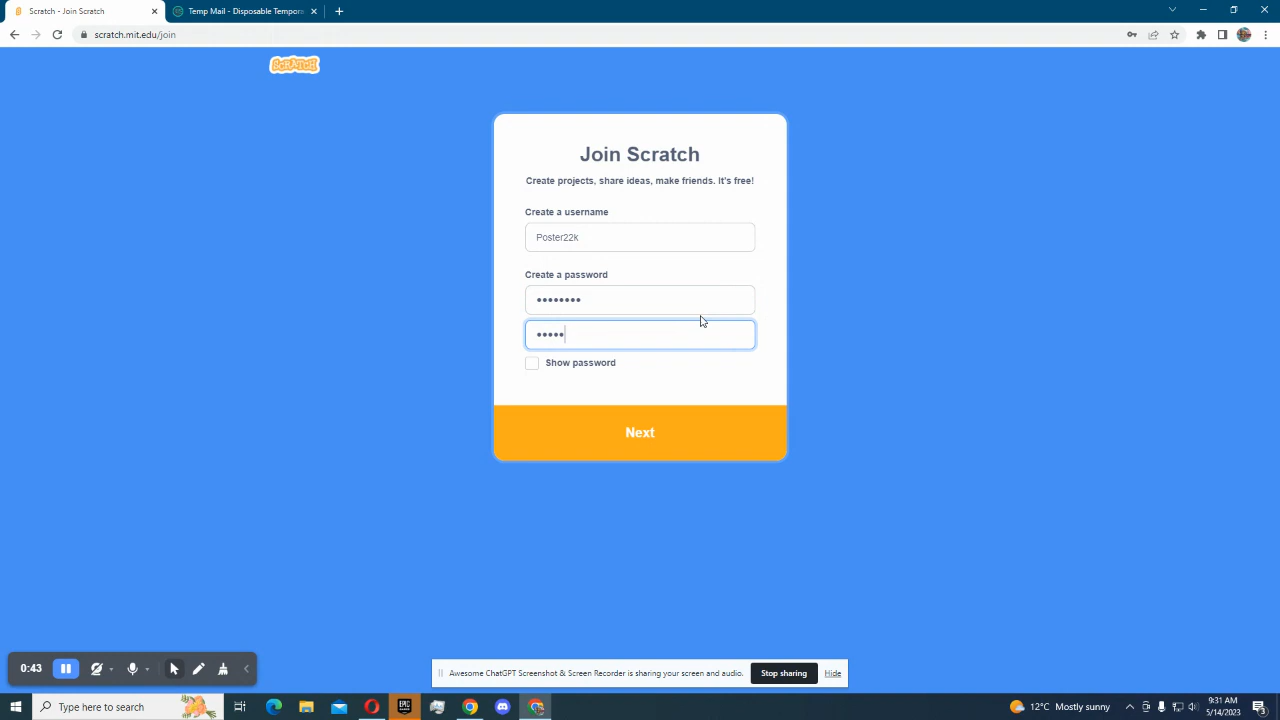 Scratch - Join Scratch
Temp Mail - Disposable Tempora
scratch.mit.edu/join
SCRATCH
Join Scratch
Create projects, share ideas, make friends. It's free!
Create a username
Poster22k
Create a password
••••••••
•••••
Show password
Next
0:43
Awesome ChatGPT Screenshot & Screen Recorder is sharing your screen and audio.
Stop sharing
Hide
Type here to search
EPIC
12°C Mostly sunny
9:31 AM
5/14/2023
3